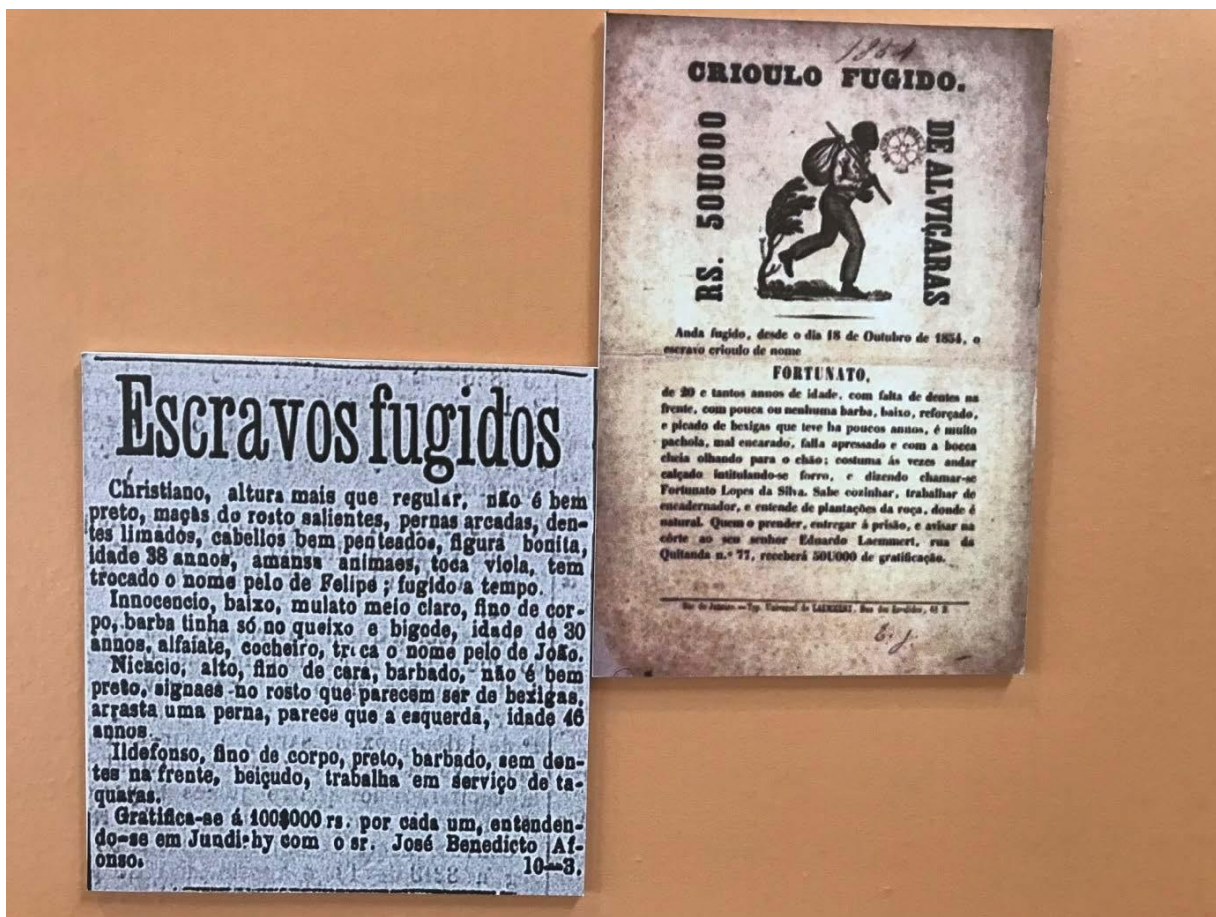 Escravos fugidos
Christiano, altura mais que regular, não é bem
preto, maçãs do rosto salientes, pernas arcadas, den-
tes limados, cabellos bem penteados, figura bonita,
idade 38 annos, amansa animaes, toca viola, tem
trocado o nome pelo de Felipe; fugido a tempo.
Innocencio, baixo, mulato meio claro, fino de cor-
po, barba tinha só no queixo e bigode, idade de 30
annos, alfaiate, cocheiro, troca o nome pelo de João.
Nicacio, alto, fino de cara, barbado, não é bem
preto, signaes no rosto que parecem ser de bexigas,
arrasta uma perna, parece que a esquerda, idade 46
annos.
Ildefonso, fino de corpo, preto, barbado, sem den-
tes na frente, beiçudo, trabalha em serviço de ta-
quaras.
Gratifica-se á 100$000 rs. por cada um, entenden-
do-se em Jundiahy com o sr. José Benedicto Af-
fonso. 10—3.
1854
CRIOULO FUGIDO.
RS. 50U000
DE ALVIÇARAS
Anda fugido, desde o dia 18 de Outubro de 1854, o
escravo crioulo de nome
FORTUNATO,
de 20 e tantos annos de idade, com falta de dentes na
frente, com pouca ou nenhuma barba, baixo, reforçado,
e picado de bexigas que teve ha poucos annos, é muito
pachola, mal encarado, falla apressado e com a bocca
cheia olhando para o chão; costuma ás vezes andar
calçado intitulando-se forro, e dizendo chamar-se
Fortunato Lopes da Silva. Sabe cozinhar, trabalhar de
encadernador, e entende de plantações da roça, donde é
natural. Quem o prender, entregar á prisão, e avisar na
côrte ao seu senhor Eduardo Laemmert, rua da
Quitanda n.º 77, receberá 50U000 de gratificação.
Rio de Janeiro.—Typ. Universal de LAEMMERT, Rua dos
E. J.